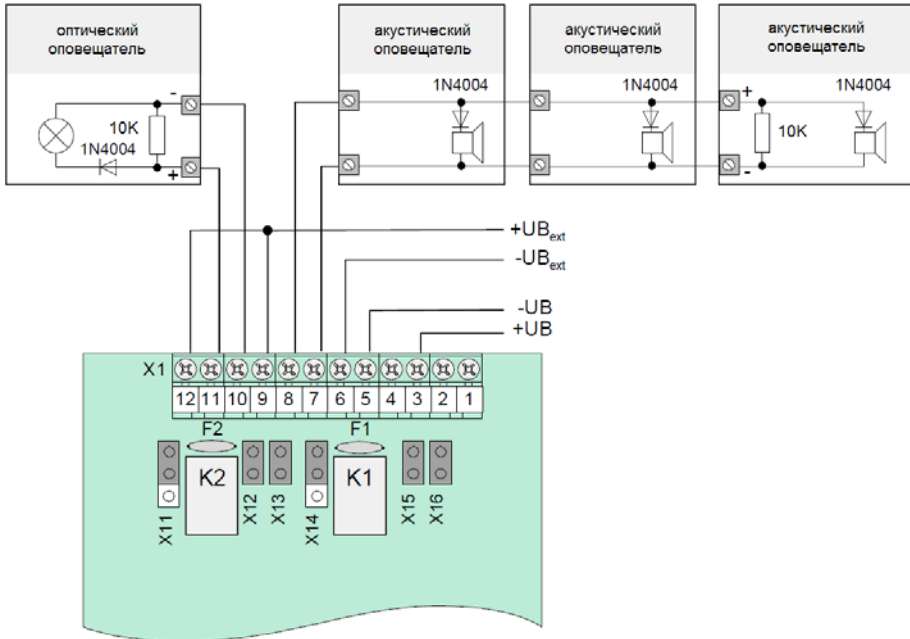 оптический
оповещатель
-
10K
1N4004
+
акустический
оповещатель
1N4004
акустический
оповещатель
1N4004
акустический
оповещатель
1N4004
+
10K
-
+UBext
-UBext
-UB
+UB
X1
12 11 10 9 8 7 6 5 4 3 2 1
F2 F1
K2 K1
X11 X12 X13 X14 X15 X16